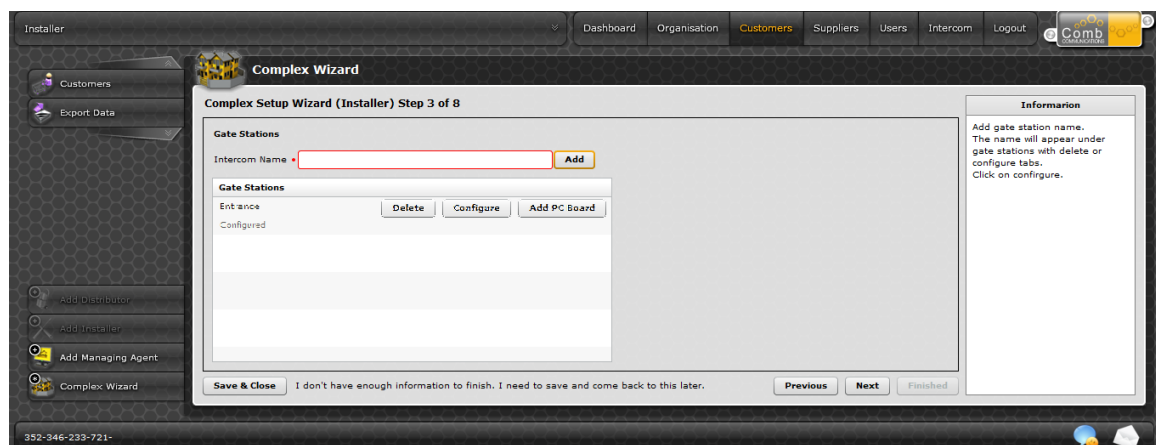 Installer
Dashboard
Organisation
Customers
Suppliers
Users
Intercom
Logout
Comb
COMMUNICATIONS
Customers
Export Data
Add Distributor
Add Installer
Add Managing Agent
Complex Wizard
Complex Wizard
Complex Setup Wizard (Installer) Step 3 of 8
Gate Stations
Intercom Name • Add
Gate Stations
Entrance Delete Configure Add PC Board
Configured
Save & Close I don't have enough information to finish. I need to save and come back to this later. Previous Next Finished
Informarion
Add gate station name.
The name will appear under
gate stations with delete or
configure tabs.
Click on confirgure.
352-346-233-721-